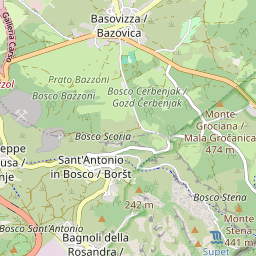 Basovizza /
Bazovica
Galleria Carso
Prato Bazzoni
Bosco Bazzoni
Bosco Cerbenjak /
Gozd Čerbenjak
Monte
Grociana /
Mala Gročanica
474 m
Bosco Scoria
Sant'Antonio
in Bosco / Boršt
Bosco Stena
Bosco Sant'Antonio
242 m
Monte
Stena
441 m
Bagnoli della
Rosandra /
Supet